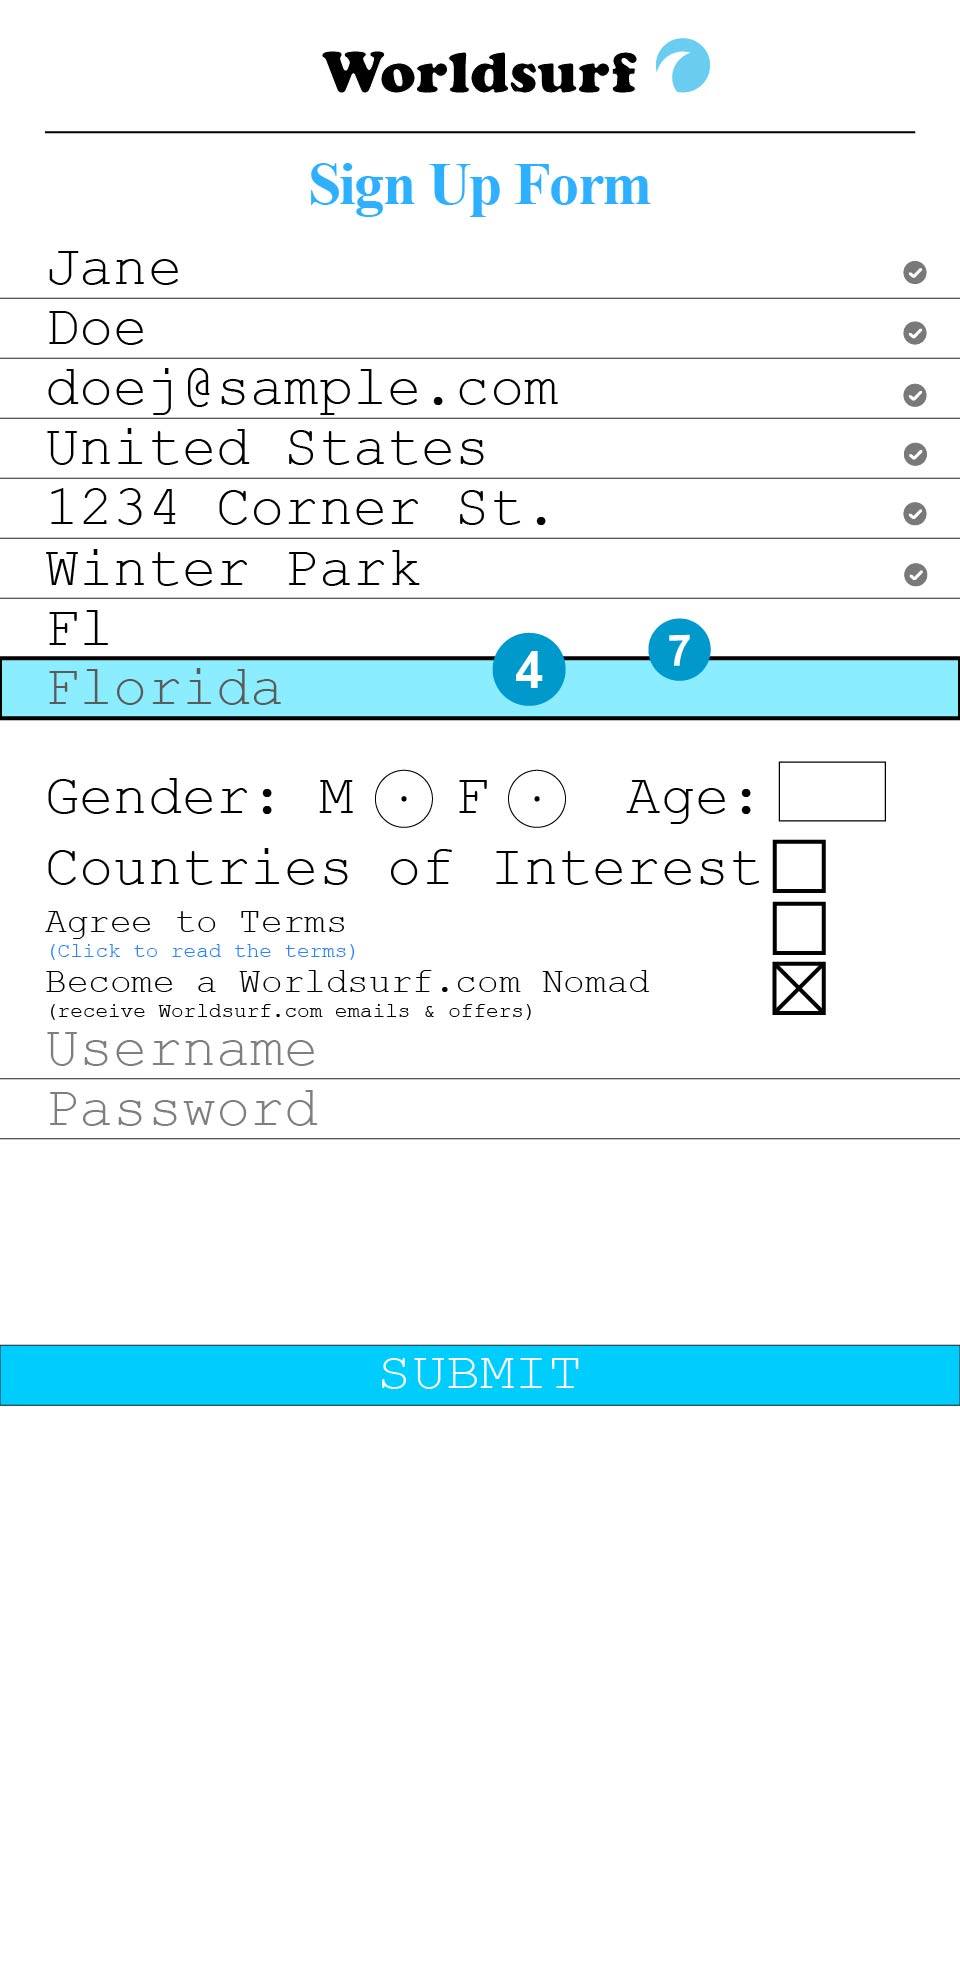 Worldsurf
Sign Up Form
Jane
Doe
doej@sample.com
United States
1234 Corner St.
Winter Park
Fl
7
4
Florida
Gender: M F Age:
Countries of Interest
Agree to Terms
(Click to read the terms)
Become a Worldsurf.com Nomad
(receive Worldsurf.com emails & offers)
Username
Password
SUBMIT